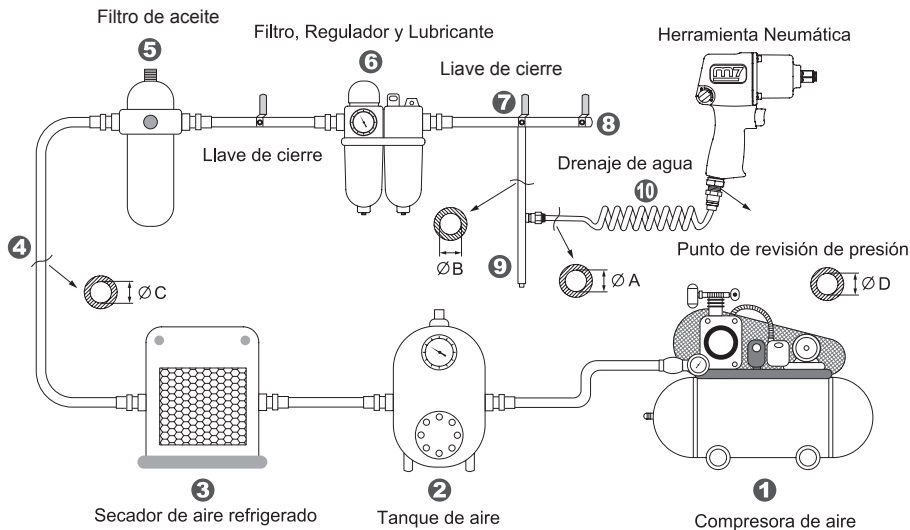 Filtro de aceite
5
Filtro, Regulador y Lubricante
6
Liave de cierre
7
8
Herramienta Neumática
m7
Llave de cierre
Drenaje de agua
10
4
ØC
ØB
9
ØA
Punto de revisión de presión
ØD
3
Secador de aire refrigerado
2
Tanque de aire
1
Compresora de aire